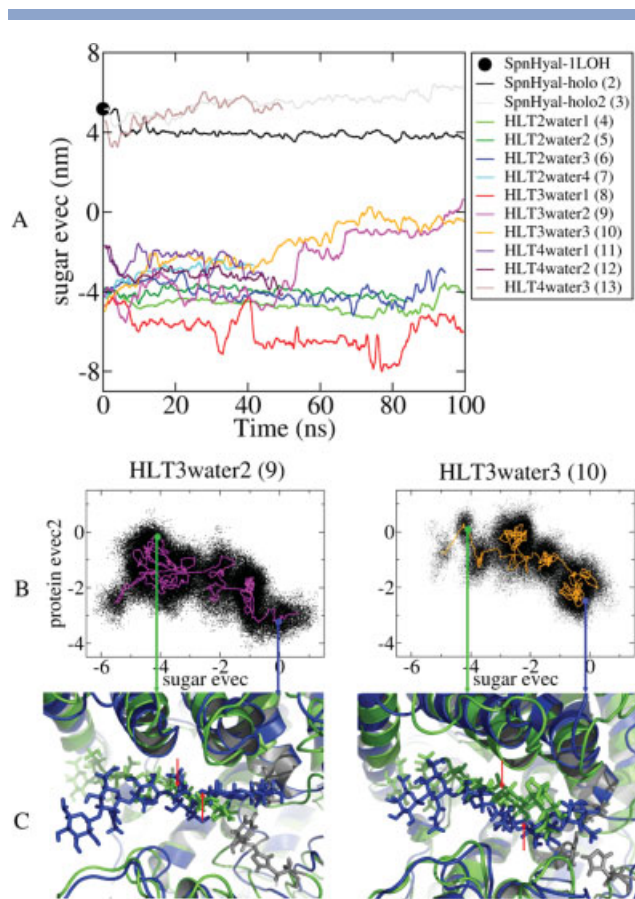 8
4
0
-4
-8
sugar evec (nm)
A
0 20 40 60 80 100
Time (ns)
SpnHyal-1LOH
SpnHyal-holo (2)
SpnHyal-holo2 (3)
HLT2water1 (4)
HLT2water2 (5)
HLT2water3 (6)
HLT2water4 (7)
HLT3water1 (8)
HLT3water2 (9)
HLT3water3 (10)
HLT4water1 (11)
HLT4water2 (12)
HLT4water3 (13)
HLT3water2 (9) HLT3water3 (10)
B
protein evec2
0 0
-2 -2
-4 -4
-6 -4 -2 0 -6 -4 -2 0
sugar evec sugar evec
C